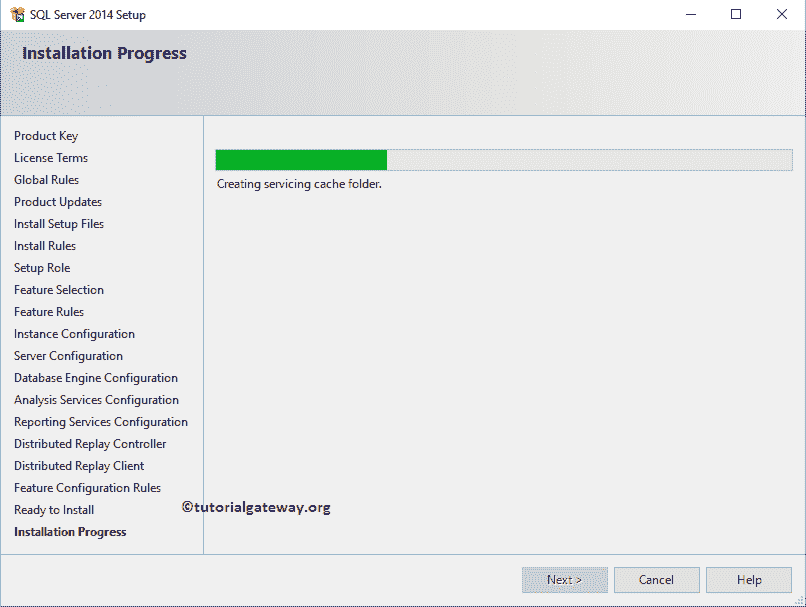 SQL Server 2014 Setup
Installation Progress
Product Key
License Terms
Global Rules
Product Updates
Install Setup Files
Install Rules
Setup Role
Feature Selection
Feature Rules
Instance Configuration
Server Configuration
Database Engine Configuration
Analysis Services Configuration
Reporting Services Configuration
Distributed Replay Controller
Distributed Replay Client
Feature Configuration Rules
Ready to Install
Installation Progress
Creating servicing cache folder.
©tutorialgateway.org
Next >
Cancel
Help